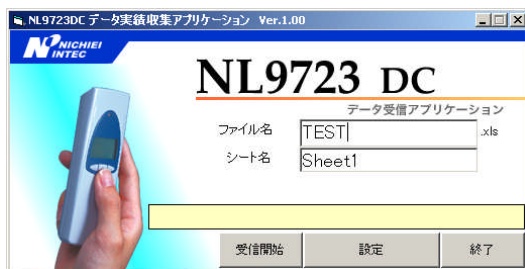 NL9723DC データ実績収集アプリケーション Ver.1.00
NICHIEI
INTEC
NL9723 DC
データ受信アプリケーション
ファイル名 TEST .xls
シート名 Sheet1
受信開始 設定 終了